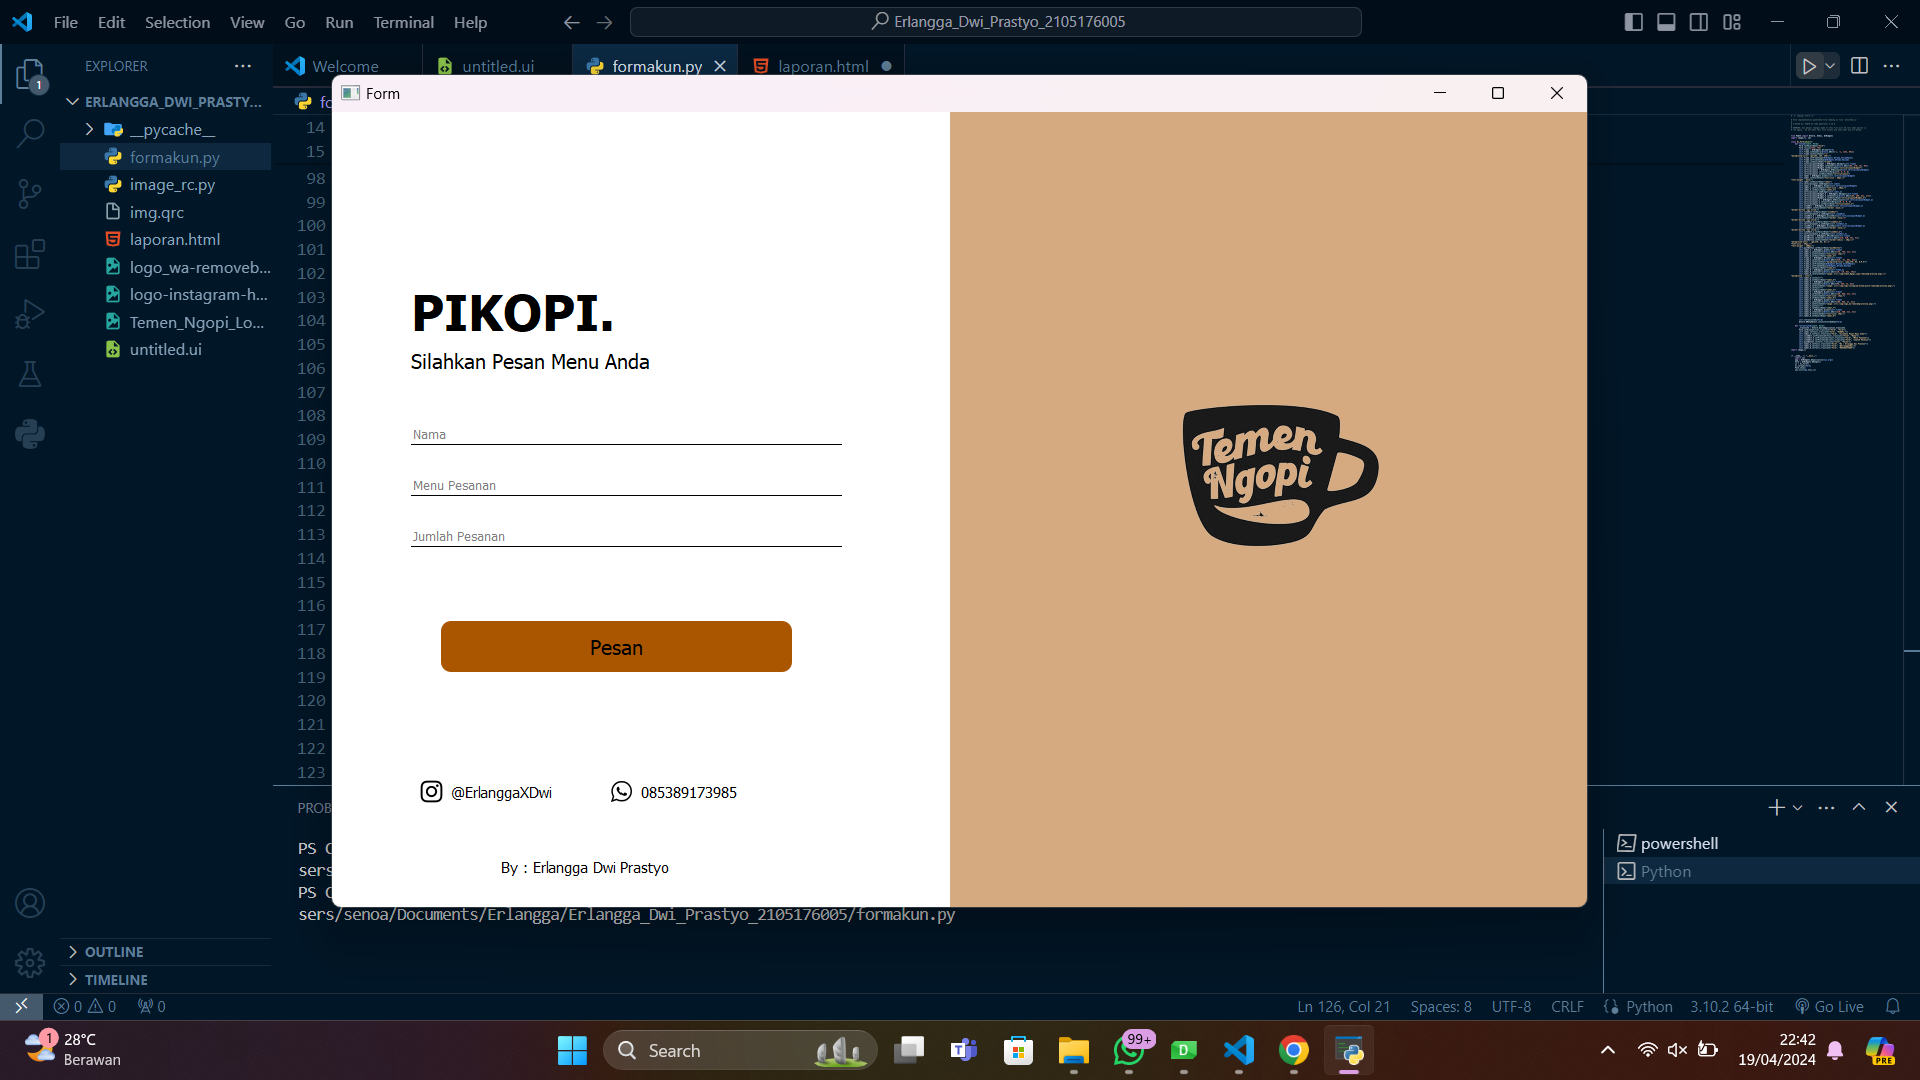 File Edit Selection View Go Run Terminal Help
Erlangga_Dwi_Prastyo_2105176005
EXPLORER
Welcome
untitled.ui
formakun.py
laporan.html
1
ERLANGGA_DWI_PRASTY...
__pycache__
formakun.py
image_rc.py
img.qrc
laporan.html
logo_wa-removeb...
logo-instagram-h...
Temen_Ngopi_Lo...
untitled.ui
OUTLINE
TIMELINE
14
15
98
99
100
101
102
103
104
105
106
107
108
109
110
111
112
113
114
115
116
117
118
119
120
121
122
123
Form
PIKOPI.
Silahkan Pesan Menu Anda
Nama
Menu Pesanan
Jumlah Pesanan
Pesan
@ErlanggaXDwi
085389173985
By : Erlangga Dwi Prastyo
Temen
Ngopi
PROB
PS C
sers
PS C
sers/senoa/Documents/Erlangga/Erlangga_Dwi_Prastyo_2105176005/formakun.py
powershell
Python
0 0 0
Ln 126, Col 21 Spaces: 8 UTF-8 CRLF Python 3.10.2 64-bit Go Live
1
28°C
Berawan
Search
99+
D
22:42
19/04/2024
PRE